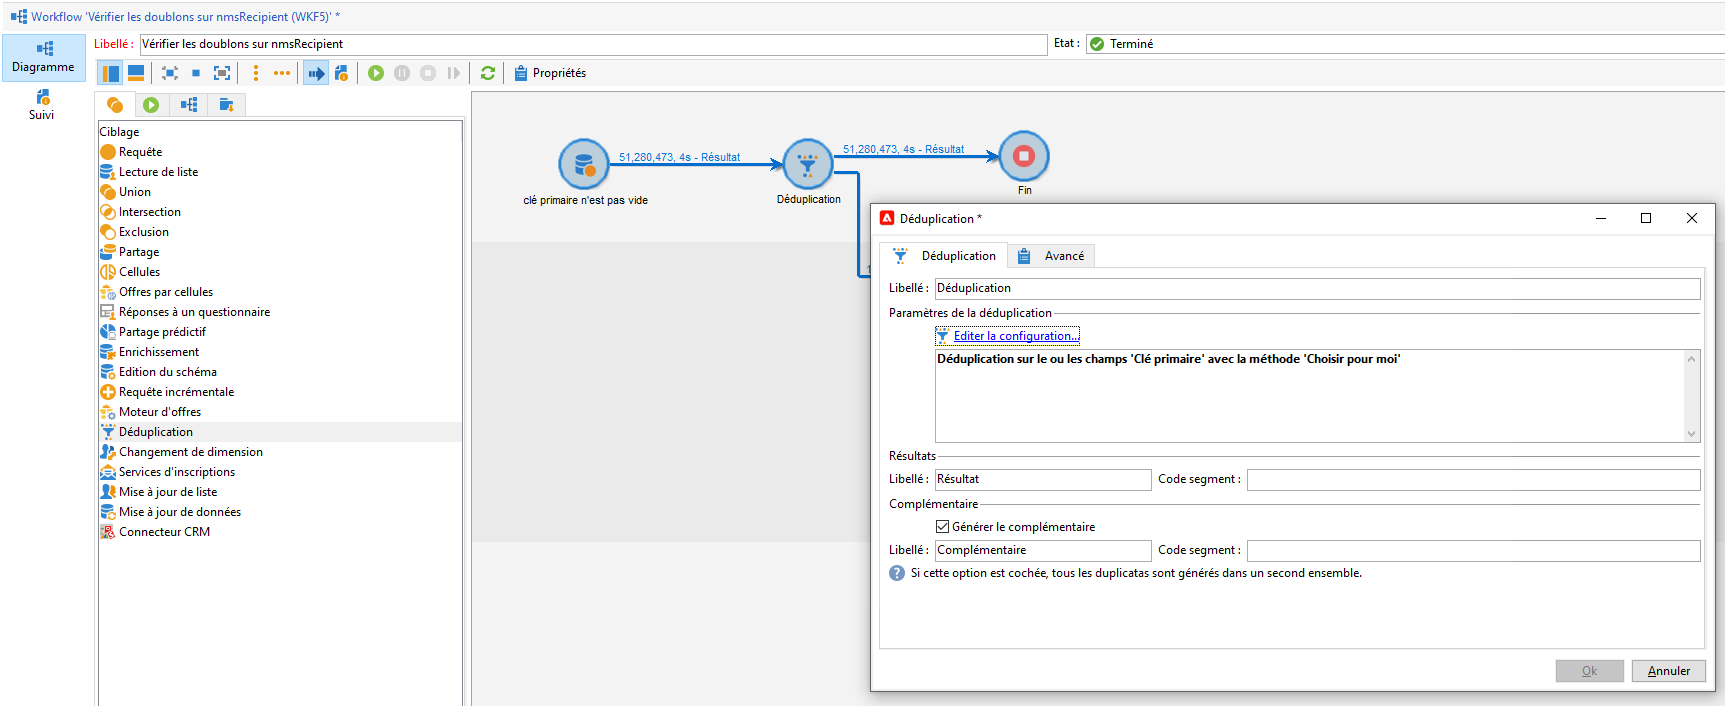 Workflow 'Vérifier les doublons sur nmsRecipient (WKF5)' *
Diagramme
Suivi
Libellé : Vérifier les doublons sur nmsRecipient
Etat : Terminé
Propriétés
Ciblage
Requête
Lecture de liste
Union
Intersection
Exclusion
Partage
Cellules
Offres par cellules
Réponses à un questionnaire
Partage prédictif
Enrichissement
Edition du schéma
Requête incrémentale
Moteur d'offres
Déduplication
Changement de dimension
Services d'inscriptions
Mise à jour de liste
Mise à jour de données
Connecteur CRM
51,280,473, 4s - Résultat
51,280,473, 4s - Résultat
clé primaire n'est pas vide
Déduplication
Fin
Déduplication *
Déduplication
Avancé
Libellé : Déduplication
Paramètres de la déduplication
Editer la configuration...
Déduplication sur le ou les champs 'Clé primaire' avec la méthode 'Choisir pour moi'
Résultats
Libellé : Résultat
Code segment :
Complémentaire
Générer le complémentaire
Libellé : Complémentaire
Code segment :
? Si cette option est cochée, tous les duplicatas sont générés dans un second ensemble.
Ok
Annuler